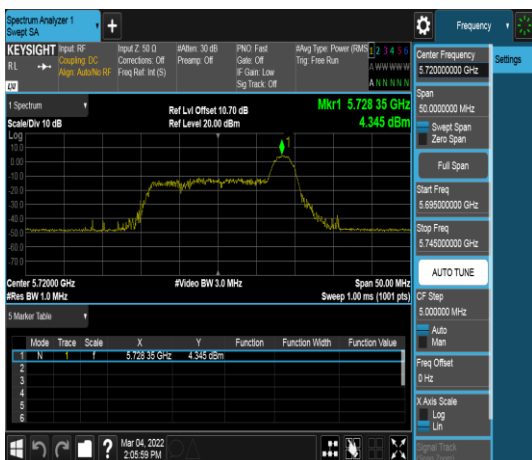 Spectrum Analyzer 1
Swept SA
Frequency
KEYSIGHT
Input: RF
Input Z: 50 Ω
#Atten: 30 dB
PNO: Fast
#Avg Type: Power (RMS)
1 2 3 4 5 6
RL
Coupling: DC
Corrections: Off
Preamp: Off
Gate: Off
Trig: Free Run
A W W W W W
Align: Auto/No RF
Freq Ref: Int (S)
IF Gain: Low
Sig Track: Off
A N N N N N
LXI
Center Frequency
5.720000000 GHz
Settings
Span
50.0000000 MHz
Swept Span
Zero Span
Full Span
Start Freq
5.695000000 GHz
Stop Freq
5.745000000 GHz
AUTO TUNE
CF Step
5.000000 MHz
Auto
Man
Freq Offset
0 Hz
X Axis Scale
Log
Lin
Signal Track
(Span Zoom)
1 Spectrum
Scale/Div 10 dB
Ref Lvl Offset 10.70 dB
Ref Level 20.00 dBm
Mkr1 5.728 35 GHz
4.345 dBm
Log
10.0
0.00
-10.0
-20.0
-30.0
-40.0
-50.0
-60.0
-70.0
1
Center 5.72000 GHz
#Video BW 3.0 MHz
Span 50.00 MHz
#Res BW 1.0 MHz
Sweep 1.00 ms (1001 pts)
5 Marker Table
Mode Trace Scale X Y Function Function Width Function Value
1 N 1 f 5.728 35 GHz 4.345 dBm
2
3
4
5
6
Mar 04, 2022
2:05:59 PM